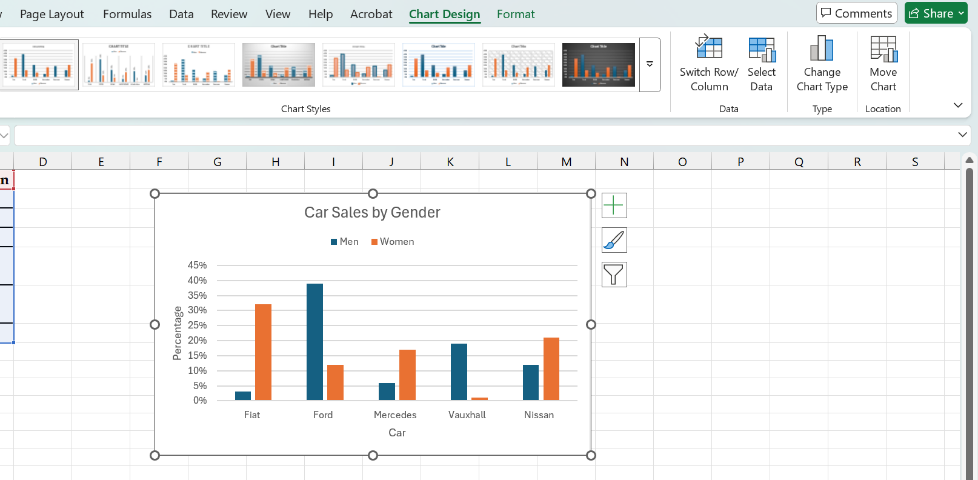 Page Layout Formulas Data Review View Help Acrobat Chart Design Format Comments Share
Switch Row/ Column
Select Data
Change Chart Type
Move Chart
Chart Styles Data Type Location
D E F G H I J K L M N O P Q R S
n
Car Sales by Gender
Men Women
45%
40%
35%
30%
25%
20%
15%
10%
5%
0%
Percentage
Fiat Ford Mercedes Vauxhall Nissan
Car